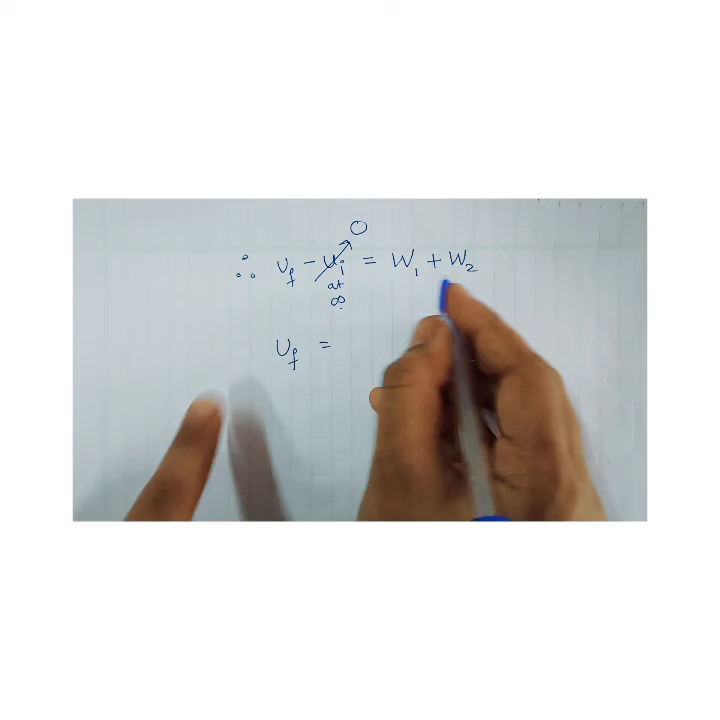 0
∴ U_f − U_i = W_1 + W_2
at
∞
U_f =